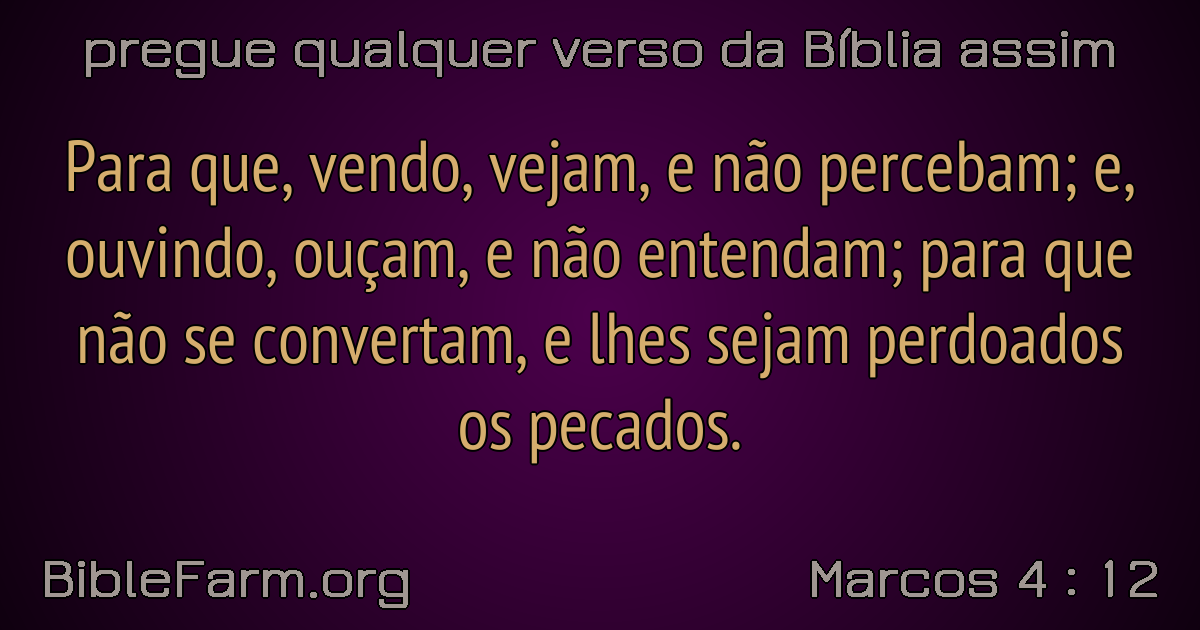 pregue qualquer verso da Bíblia assim
Para que, vendo, vejam, e não percebam; e,
ouvindo, ouçam, e não entendam; para que
não se convertam, e lhes sejam perdoados
os pecados.
BibleFarm.org
Marcos 4 : 12